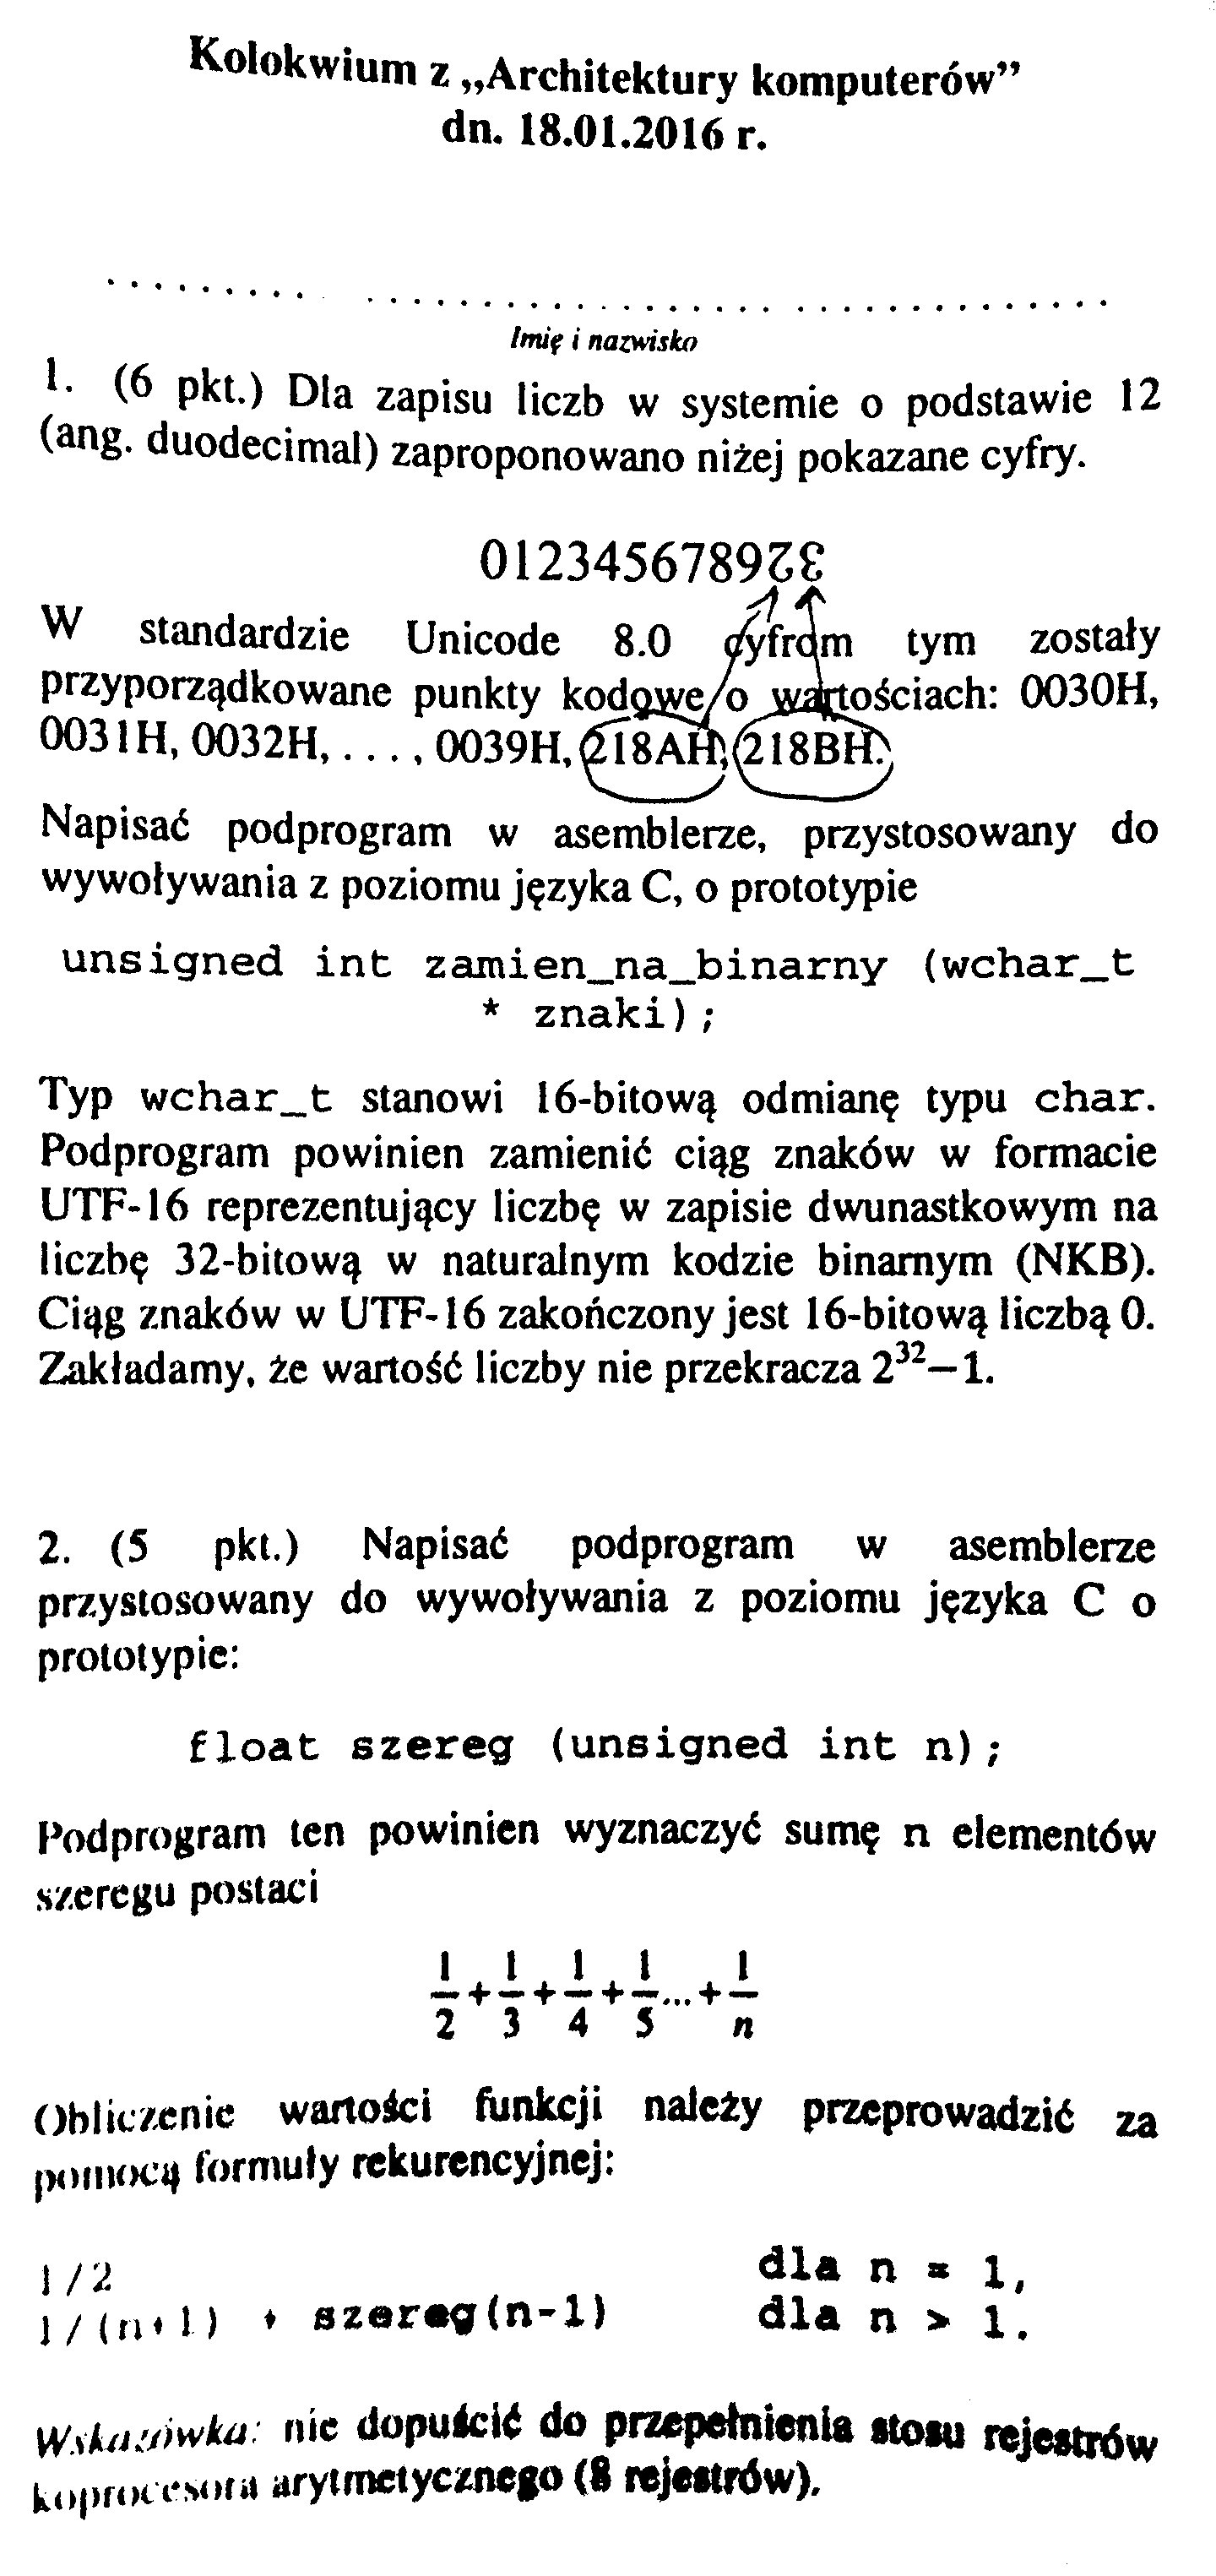 Kolokwium z „Architektury komputerów”
dn. 18.01.2016 r.
Imię i nazwisko
1. (6 pkt.) Dla zapisu liczb w systemie o podstawie 12
(ang. duodecimal) zaproponowano niżej pokazane cyfry.
0123456789↊↋
W standardzie Unicode 8.0 cyfrom tym zostały
przyporządkowane punkty kodowe o wartościach: 0030H,
0031H, 0032H, . . . , 0039H, 218AH, 218BH.
Napisać podprogram w asemblerze, przystosowany do
wywoływania z poziomu języka C, o prototypie
unsigned int zamien_na_binarny (wchar_t
* znaki);
Typ wchar_t stanowi 16-bitową odmianę typu char.
Podprogram powinien zamienić ciąg znaków w formacie
UTF-16 reprezentujący liczbę w zapisie dwunastkowym na
liczbę 32-bitową w naturalnym kodzie binarnym (NKB).
Ciąg znaków w UTF-16 zakończony jest 16-bitową liczbą 0.
Zakładamy, że wartość liczby nie przekracza 2³²–1.
2. (5 pkt.) Napisać podprogram w asemblerze
przystosowany do wywoływania z poziomu języka C o
prototypie:
float szereg (unsigned int n);
Podprogram ten powinien wyznaczyć sumę n elementów
szeregu postaci
1/2 + 1/3 + 1/4 + 1/5 ... + 1/n
Obliczenie wartości funkcji należy przeprowadzić za
pomocą formuły rekurencyjnej:
1/2 dla n = 1,
1/(n+1) + szereg(n-1) dla n > 1.
Wskazówka: nie dopuścić do przepełnienia stosu rejestrów
koprocesora arytmetycznego (8 rejestrów).